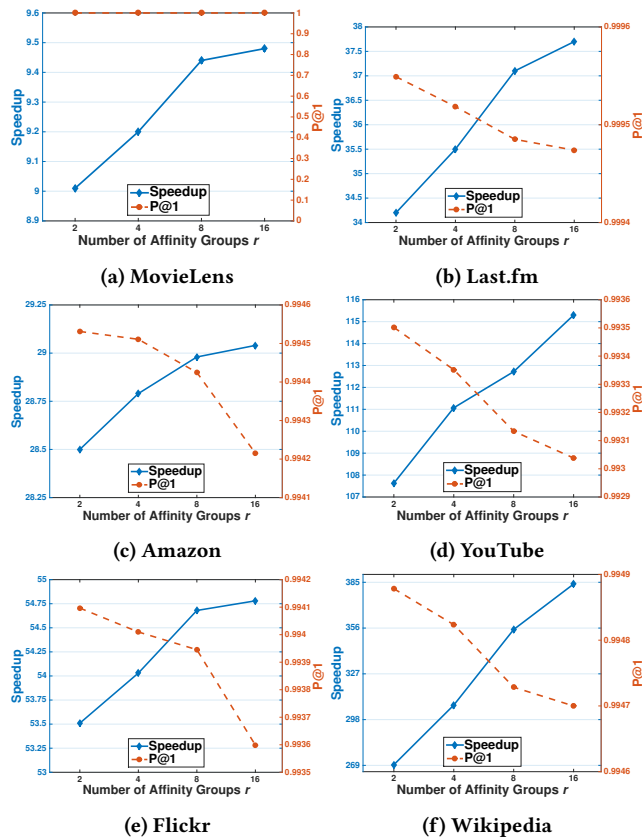 9.6
9.5
9.4
9.3
9.2
9.1
9
8.9
Speedup
1
0.9
0.8
0.7
0.6
0.5
0.4
0.3
0.2
0.1
0
P@1
Speedup
P@1
2 4 8 16
Number of Affinity Groups r
(a) MovieLens
38
37.5
37
36.5
36
35.5
35
34.5
34
Speedup
0.9996
0.9995
0.9994
P@1
Speedup
P@1
2 4 8 16
Number of Affinity Groups r
(b) Last.fm
29.25
29
28.75
28.5
28.25
Speedup
0.9946
0.9945
0.9944
0.9943
0.9942
0.9941
P@1
Speedup
P@1
2 4 8 16
Number of Affinity Groups r
(c) Amazon
116
115
114
113
112
111
110
109
108
107
Speedup
0.9936
0.9935
0.9934
0.9933
0.9932
0.9931
0.993
0.9929
P@1
Speedup
P@1
2 4 8 16
Number of Affinity Groups r
(d) YouTube
55
54.75
54.5
54.25
54
53.75
53.5
53.25
53
Speedup
0.9942
0.9941
0.994
0.9939
0.9938
0.9937
0.9936
0.9935
P@1
Speedup
P@1
2 4 8 16
Number of Affinity Groups r
(e) Flickr
385
356
327
298
269
Speedup
0.9949
0.9948
0.9947
0.9946
P@1
Speedup
P@1
2 4 8 16
Number of Affinity Groups r
(f) Wikipedia